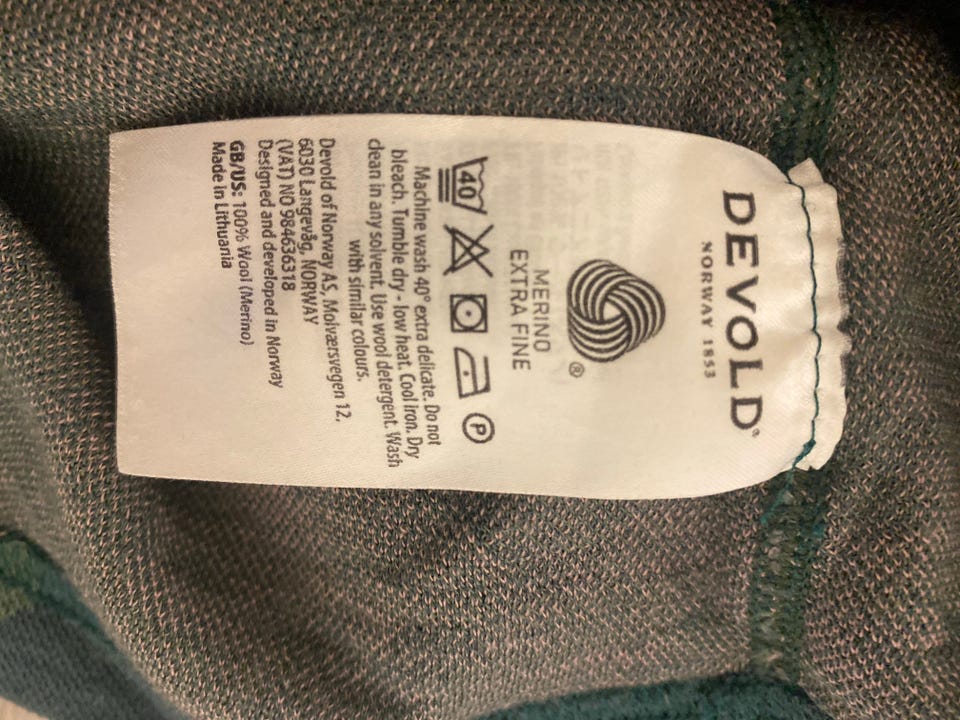 DEVOLD®
NORWAY 1853
®
MERINO
EXTRA FINE
40
P
Machine wash 40° extra delicate. Do not
bleach. Tumble dry - low heat. Cool iron. Dry
clean in any solvent. Use wool detergent. Wash
with similar colours.
Devold of Norway AS, Molværsvegen 12,
6030 Langevåg, NORWAY
(VAT) NO 984636318
Designed and developed in Norway
GB/US: 100% Wool (Merino)
Made in Lithuania